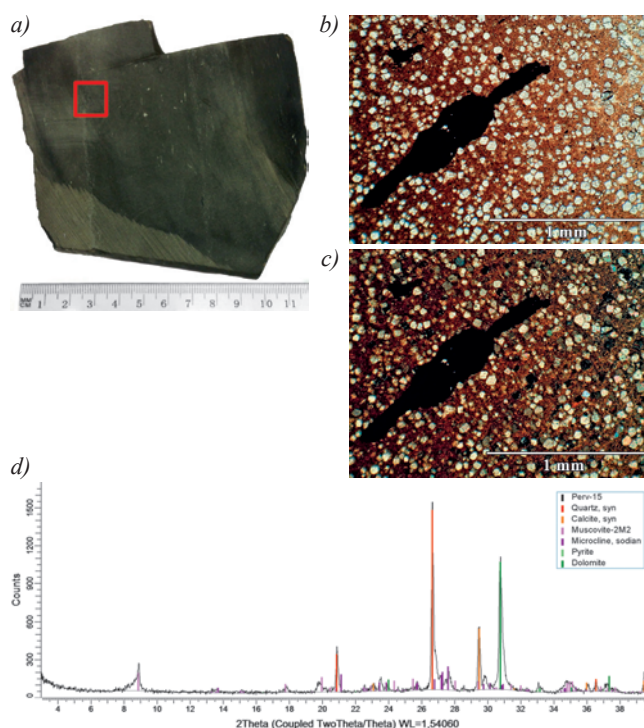 a)
b)
MM
CM 1 2 3 4 5 6 7 8 9 10 11
1 mm
c)
1 mm
d)
Counts
1500
1200
900
600
300
0
Perv-15
Quartz, syn
Calcite, syn
Muscovite-2M2
Microcline, sodian
Pyrite
Dolomite
4 6 8 10 12 14 16 18 20 22 24 26 28 30 32 34 36 38
2Theta (Coupled TwoTheta/Theta) WL=1,54060